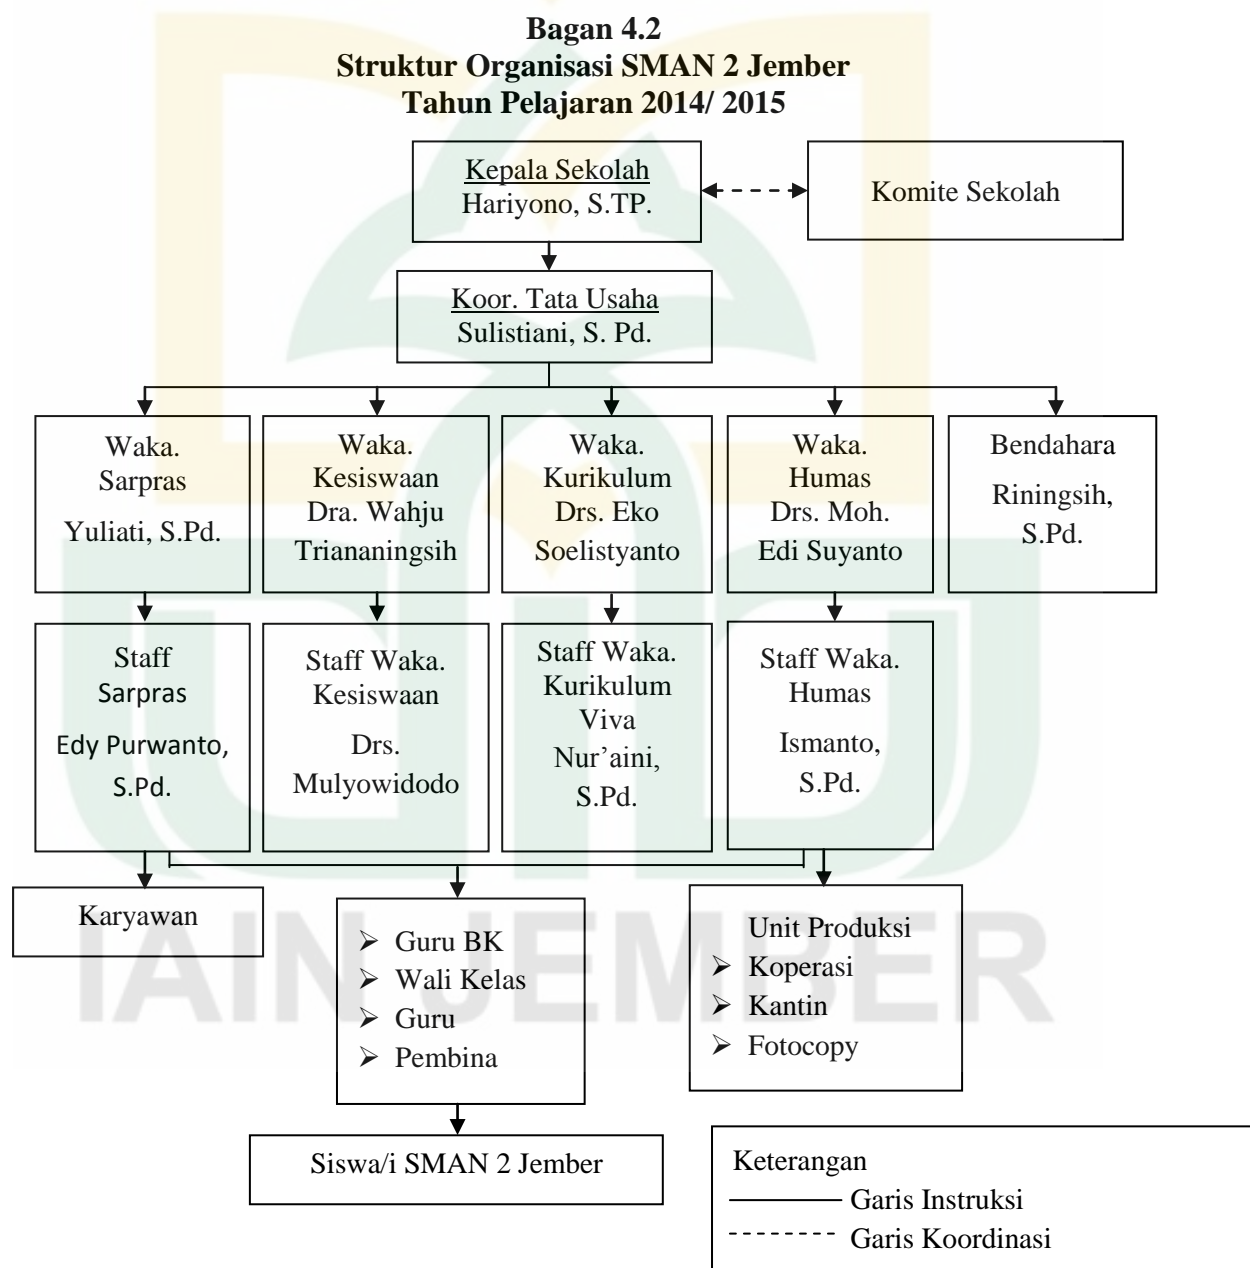 Bagan 4.2
Struktur Organisasi SMAN 2 Jember
Tahun Pelajaran 2014/ 2015
Kepala Sekolah
Hariyono, S.TP.
Komite Sekolah
Koor. Tata Usaha
Sulistiani, S. Pd.
Waka.
Sarpras
Yuliati, S.Pd.
Waka.
Kesiswaan
Dra. Wahju
Triananingsih
Waka.
Kurikulum
Drs. Eko
Soelistyanto
Waka.
Humas
Drs. Moh.
Edi Suyanto
Bendahara
Riningsih,
S.Pd.
Staff
Sarpras
Edy Purwanto,
S.Pd.
Staff Waka.
Kesiswaan
Drs.
Mulyowidodo
Staff Waka.
Kurikulum
Viva
Nur’aini,
S.Pd.
Staff Waka.
Humas
Ismanto,
S.Pd.
Karyawan
➢ Guru BK
➢ Wali Kelas
➢ Guru
➢ Pembina
Unit Produksi
➢ Koperasi
➢ Kantin
➢ Fotocopy
IAIN JEMBER
Siswa/i SMAN 2 Jember
Keterangan
Garis Instruksi
Garis Koordinasi